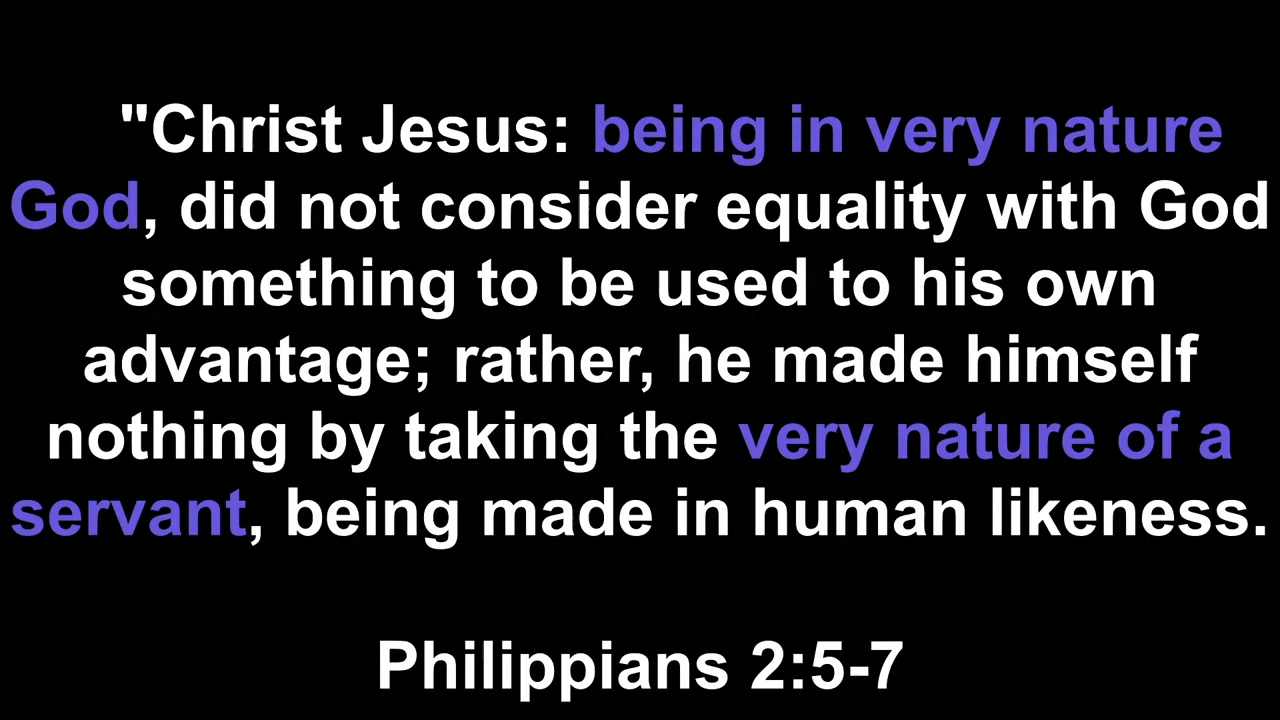 "Christ Jesus: being in very nature
God, did not consider equality with God
something to be used to his own
advantage; rather, he made himself
nothing by taking the very nature of a
servant, being made in human likeness.
Philippians 2:5-7